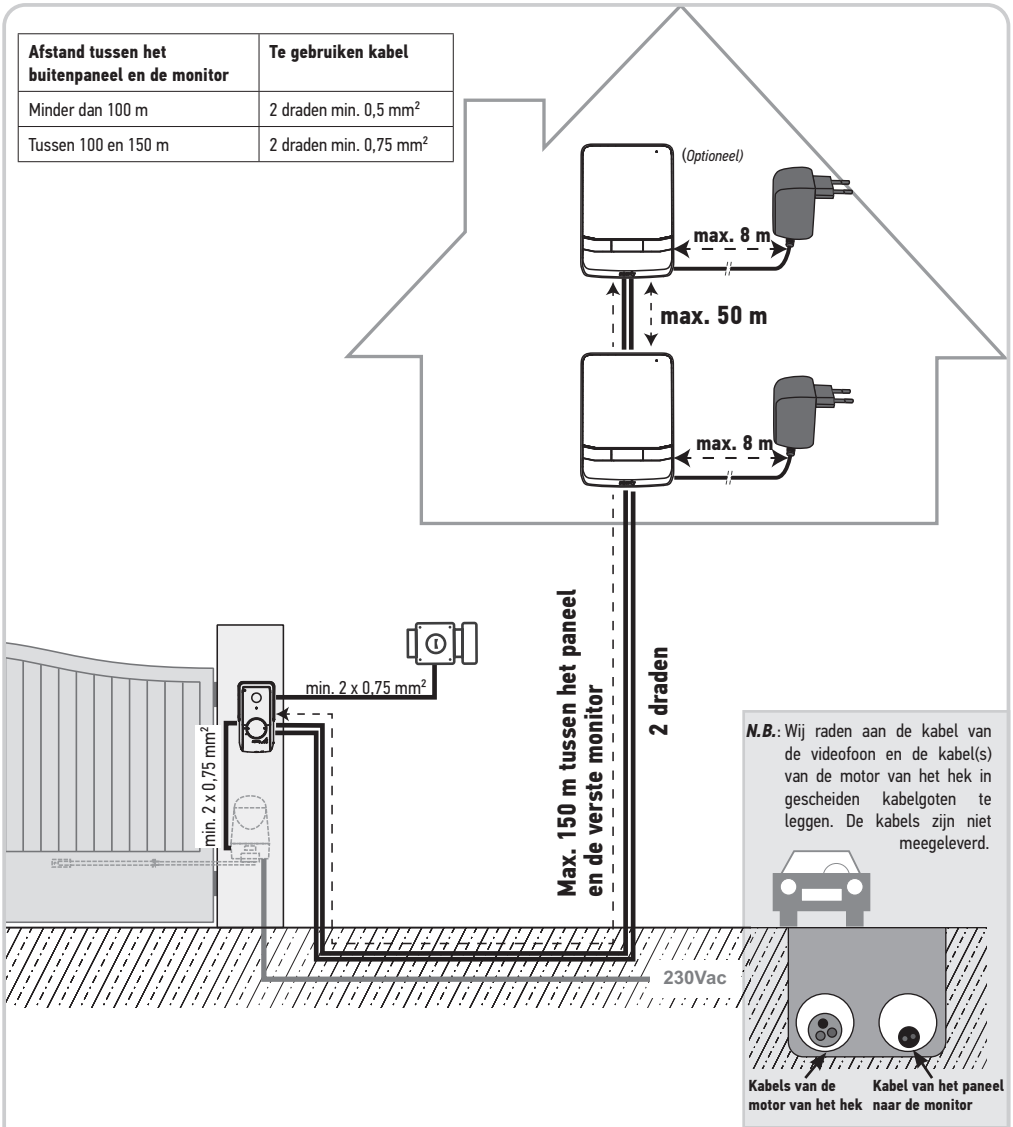 Afstand tussen het
buitenpaneel en de monitor
Te gebruiken kabel
Minder dan 100 m
2 draden min. 0,5 mm²
Tussen 100 en 150 m
2 draden min. 0,75 mm²
(Optioneel)
max. 8 m
max. 50 m
max. 8 m
Max. 150 m tussen het paneel
en de verste monitor
2 draden
min. 2 x 0,75 mm²
min. 2 x 0,75 mm²
230Vac
N.B.: Wij raden aan de kabel van
de videofoon en de kabel(s)
van de motor van het hek in
gescheiden kabelgoten te
leggen. De kabels zijn niet
meegeleverd.
Kabels van de
motor van het hek
Kabel van het paneel
naar de monitor